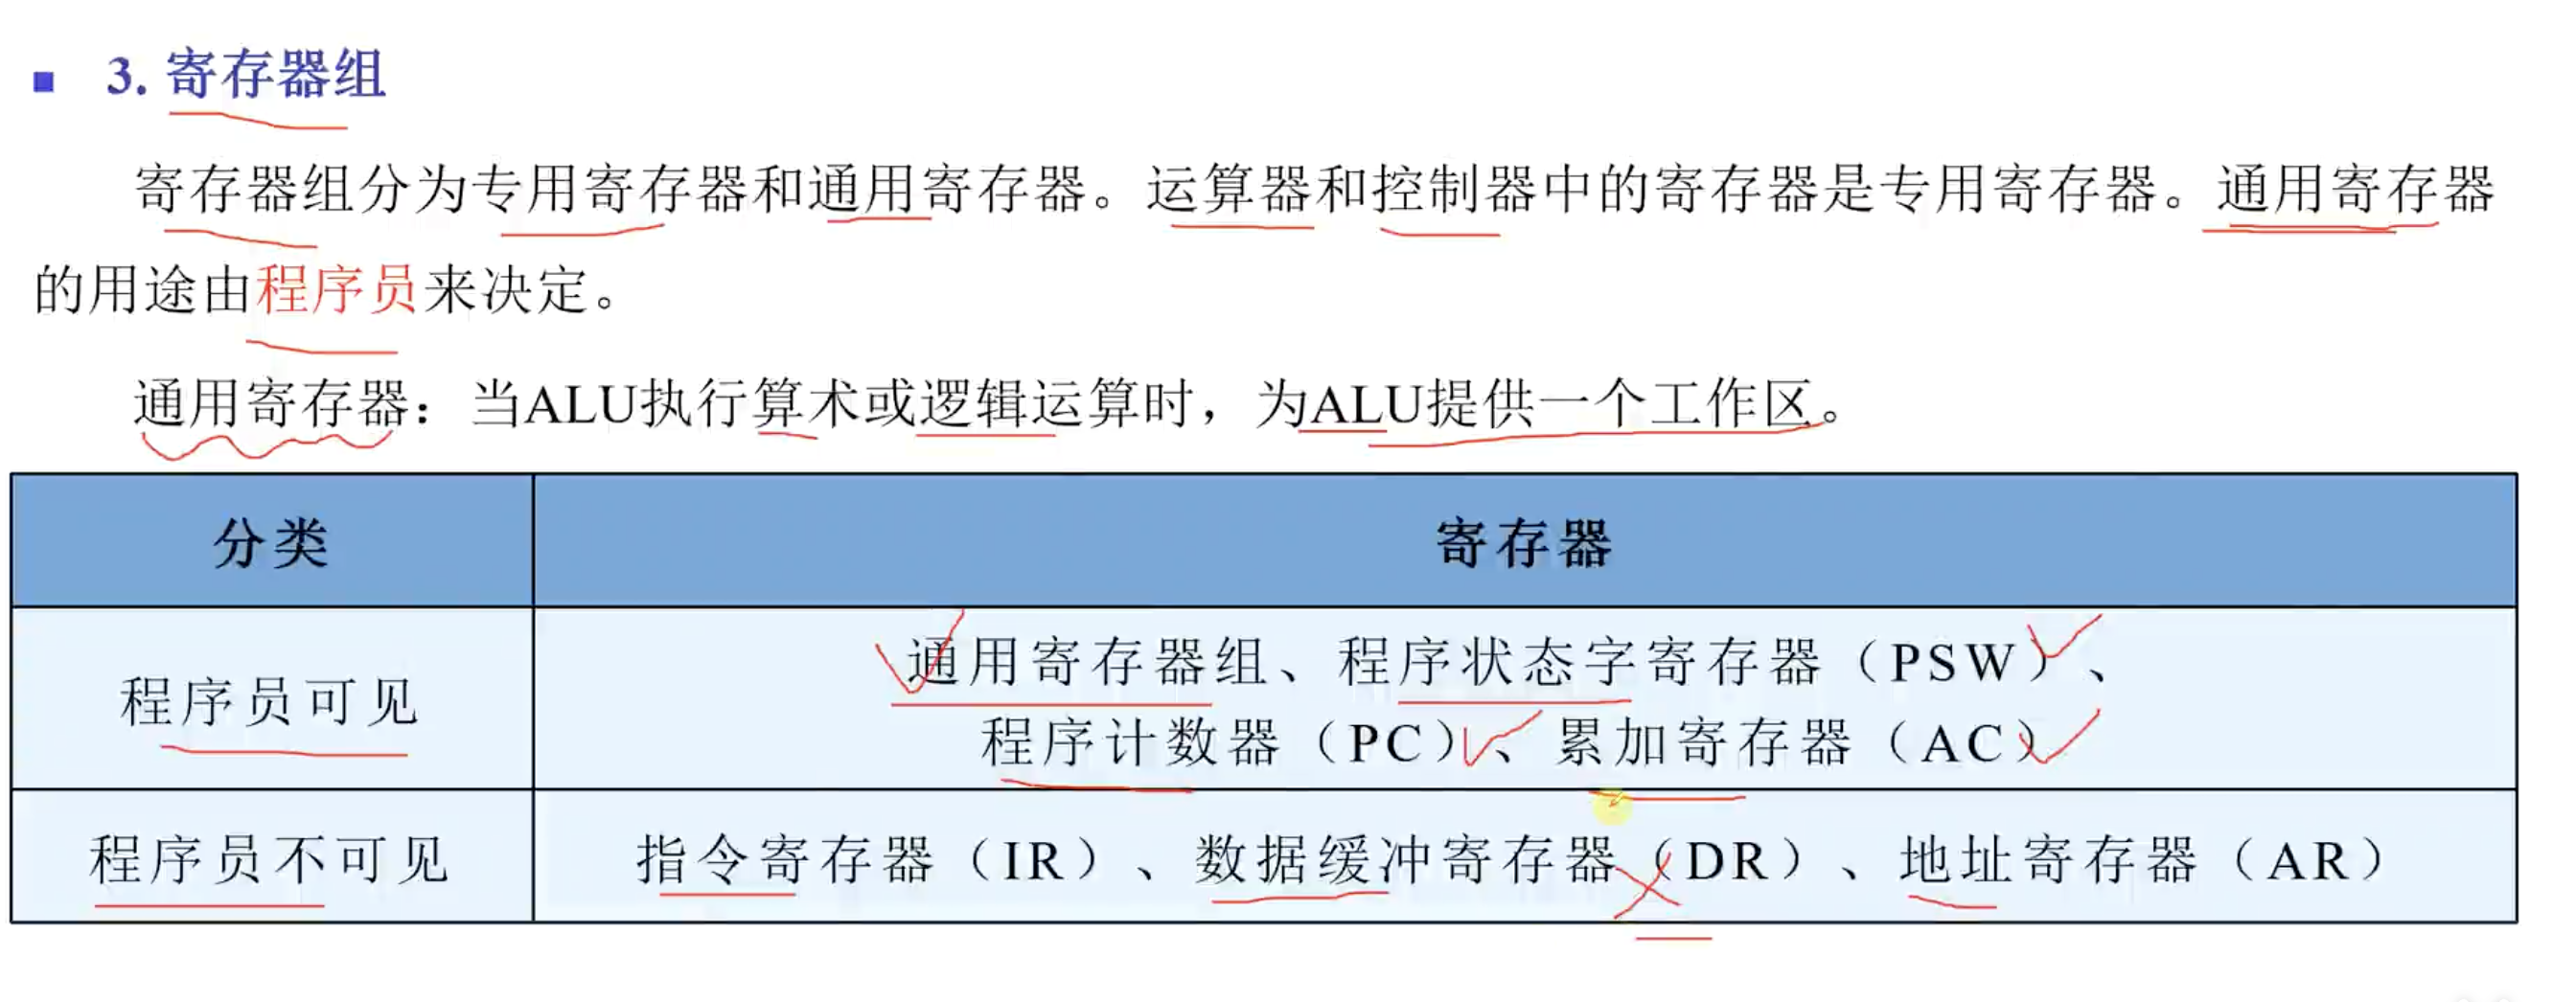 3. 寄存器组
寄存器组分为专用寄存器和通用寄存器。运算器和控制器中的寄存器是专用寄存器。通用寄存器
的用途由程序员来决定。
通用寄存器：当ALU执行算术或逻辑运算时，为ALU提供一个工作区。
分类
寄存器
程序员可见
通用寄存器组、程序状态字寄存器（PSW）、
程序计数器（PC）、累加寄存器（AC）
程序员不可见
指令寄存器（IR）、数据缓冲寄存器（DR）、地址寄存器（AR）